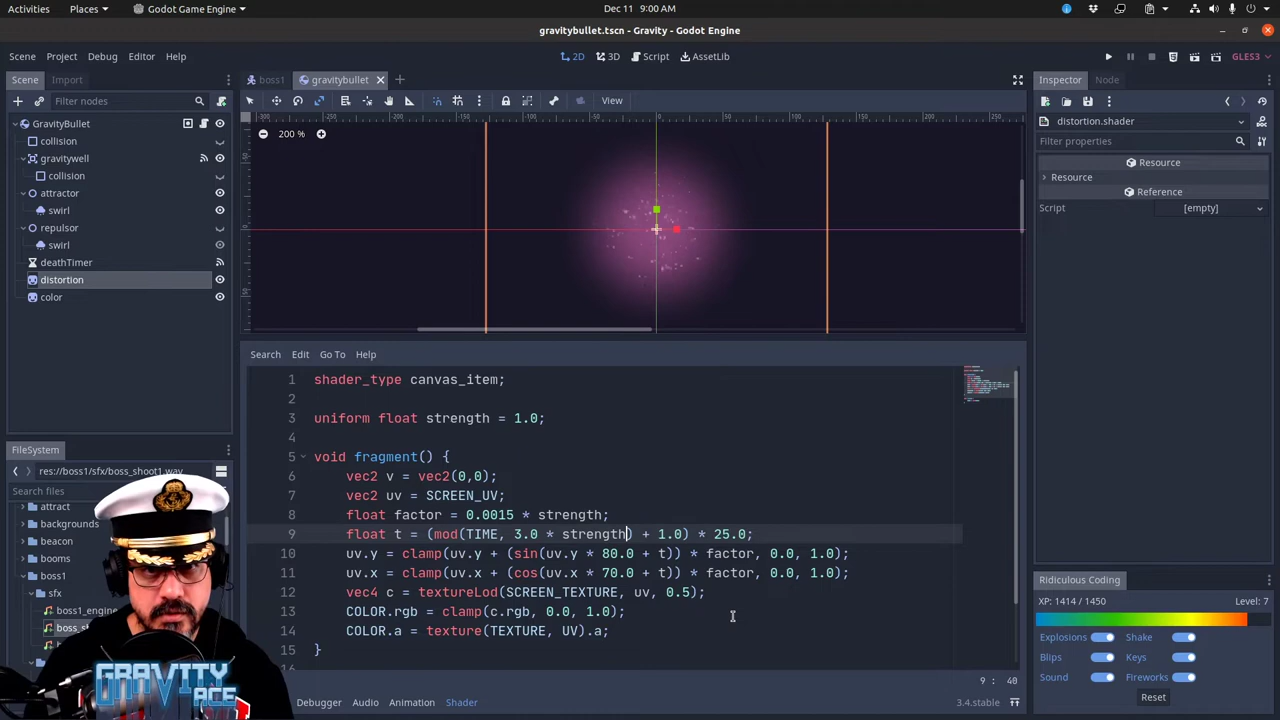 Activities
Places
Godot Game Engine
Dec 11 9:00 AM
gravitybullet.tscn - Gravity - Godot Engine
Scene Project Debug Editor Help
2D 3D Script AssetLib
GLES3
Scene Import
boss1 gravitybullet
Inspector Node
Filter nodes
View
GravityBullet
collision
gravitywell
collision
attractor
swirl
repulsor
swirl
deathTimer
distortion
color
200 %
distortion.shader
Filter properties
Resource
Resource
Reference
Script [empty]
Search Edit Go To Help
1 shader_type canvas_item;
2
3 uniform float strength = 1.0;
4
5 void fragment() {
6 vec2 v = vec2(0,0);
7 vec2 uv = SCREEN_UV;
8 float factor = 0.0015 * strength;
9 float t = (mod(TIME, 3.0 * strength) + 1.0) * 25.0;
10 uv.y = clamp(uv.y + (sin(uv.y * 80.0 + t)) * factor, 0.0, 1.0);
11 uv.x = clamp(uv.x + (cos(uv.x * 70.0 + t)) * factor, 0.0, 1.0);
12 vec4 c = textureLod(SCREEN_TEXTURE, uv, 0.5);
13 COLOR.rgb = clamp(c.rgb, 0.0, 1.0);
14 COLOR.a = texture(TEXTURE, UV).a;
15 }
16
9 : 40
Debugger Audio Animation Shader
3.4.stable
FileSystem
res://boss1/sfx/boss_shoot1.wav
Search files
attract
backgrounds
beacon
booms
boss1
sfx
boss1_engine
GRAVITY
ACE
Ridiculous Coding
XP: 1414 / 1450 Level: 7
Explosions Shake
Blips Keys
Sound Fireworks
Reset